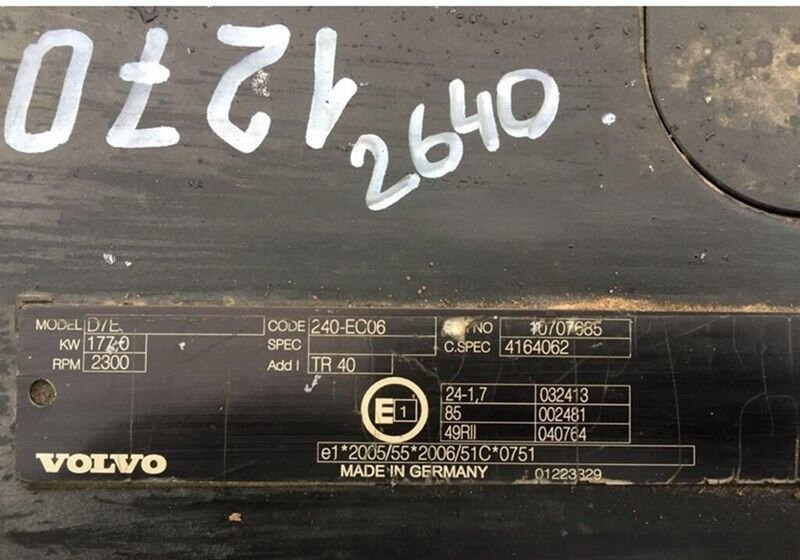 1270
2640
MODEL D7E. CODE 240-EC06 NO 10707685
KW 177,0 SPEC C.SPEC 4164062
RPM 2300 Add I TR 40
E 1
24-1,7 032413
85 002481
49RII 040764
e1*2005/55*2006/51C*0751
VOLVO MADE IN GERMANY 01223329